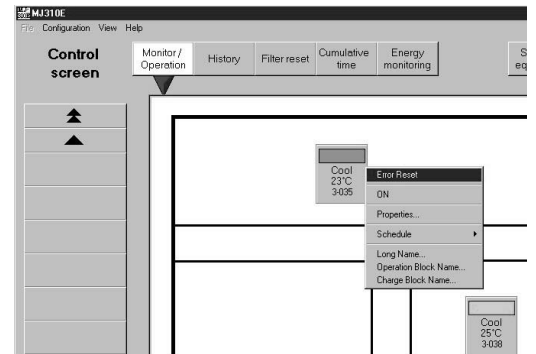 MJ310E
File Configuration View Help
Control
screen
Monitor /
Operation
History
Filter reset
Cumulative
time
Energy
monitoring
Cool
23°C
3-035
Error Reset
ON
Properties...
Schedule
Long Name...
Operation Block Name...
Charge Block Name...
Cool
25°C
3-038